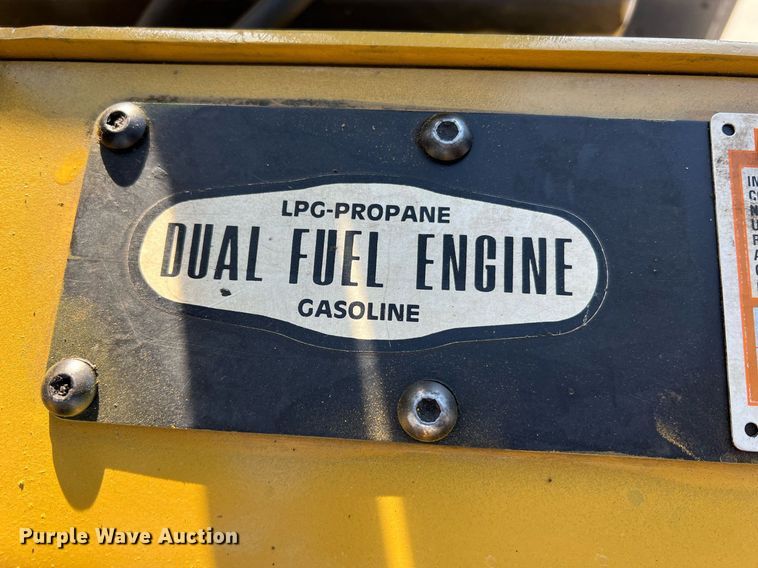 LPG-PROPANE
DUAL FUEL ENGINE
GASOLINE
Purple Wave Auction